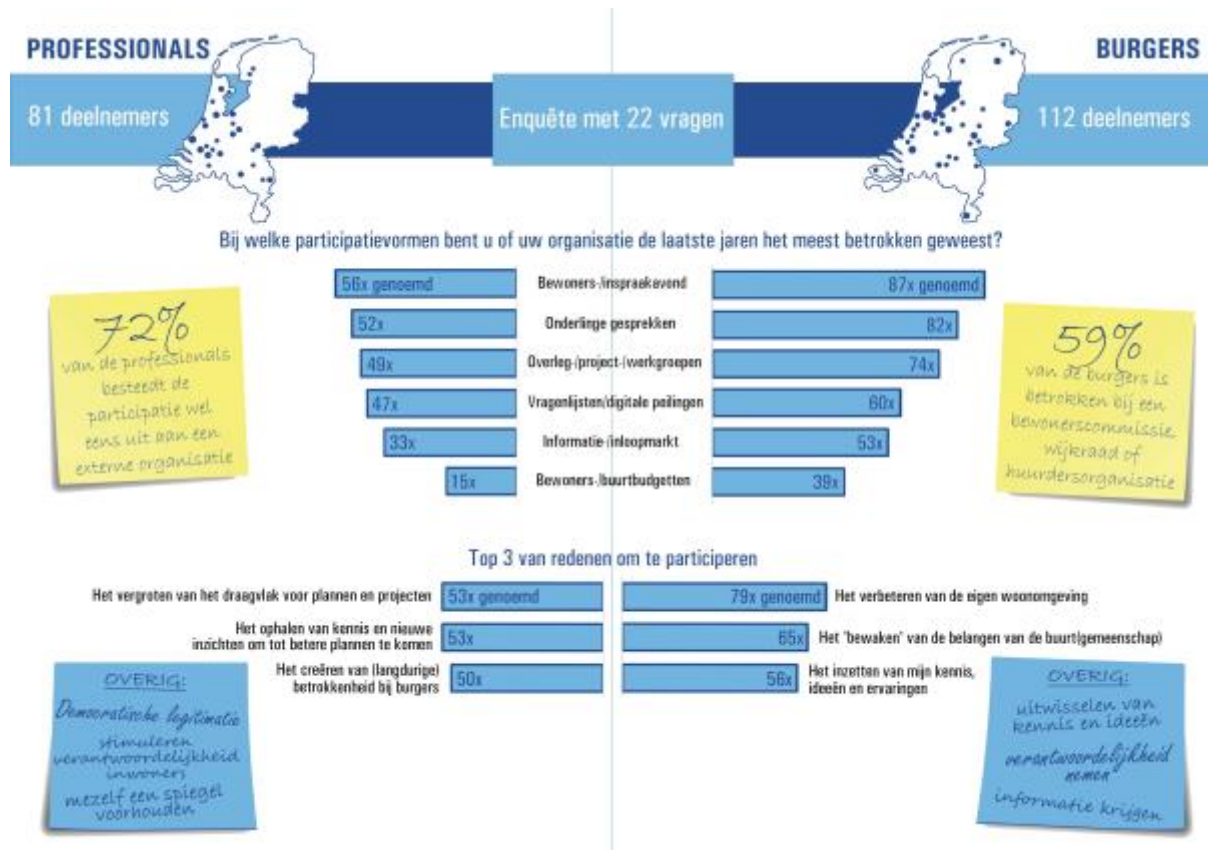 PROFESSIONALS
BURGERS
81 deelnemers
Enquête met 22 vragen
112 deelnemers
Bij welke participatievormen bent u of uw organisatie de laatste jaren het meest betrokken geweest?
72%
van de professionals
besteedt de
participatie wel
eens uit aan een
externe organisatie
56x genoemd
Bewoners-/inspraakavond
87x genoemd
52x
Onderlinge gesprekken
82x
49x
Overleg-/project-/werkgroepen
74x
47x
Vragenlijsten/digitale peilingen
60x
33x
Informatie-/inloopmarkt
53x
15x
Bewoners-/buurtbudgetten
39x
59%
van de burgers is
betrokken bij een
bewonerscommissie,
wijkraad of
huurdersorganisatie
Top 3 van redenen om te participeren
Het vergroten van het draagvlak voor plannen en projecten
53x genoemd
79x genoemd
Het verbeteren van de eigen woonomgeving
Het ophalen van kennis en nieuwe
inzichten om tot betere plannen te komen
53x
65x
Het 'bewaken' van de belangen van de buurt(gemeenschap)
Het creëren van (langdurige)
betrokkenheid bij burgers
50x
56x
Het inzetten van mijn kennis,
ideeën en ervaringen
OVERIG:
Democratische legitimatie
stimuleren
verantwoordelijkheid
inwoners
mezelf een spiegel
voorhouden
OVERIG:
uitwisselen van
kennis en ideeën
verantwoordelijkheid
nemen
informatie krijgen